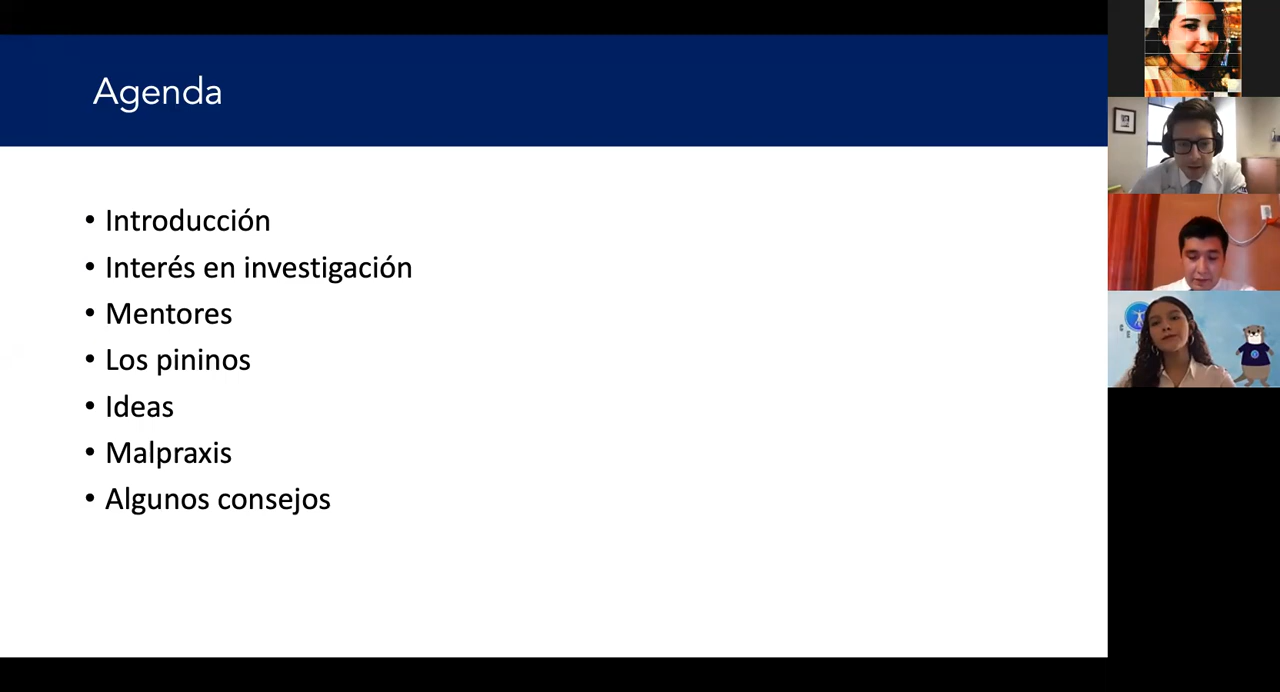 Agenda
• Introducción
• Interés en investigación
• Mentores
• Los pininos
• Ideas
• Malpraxis
• Algunos consejos